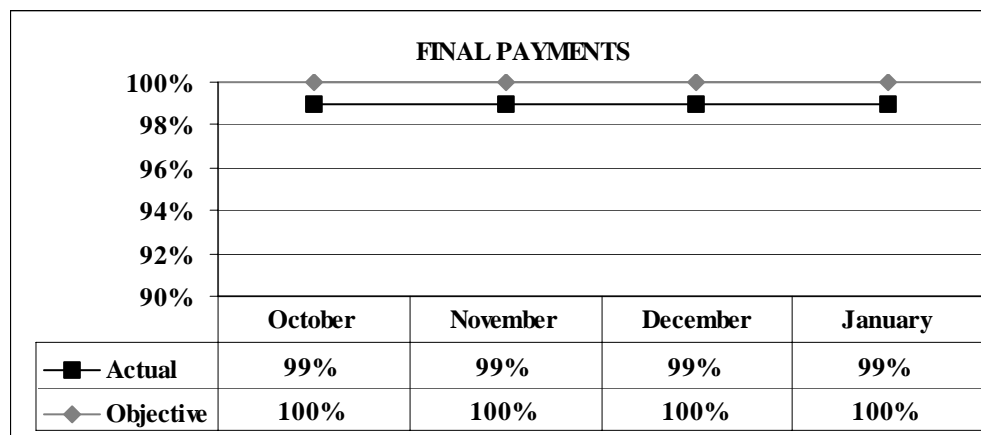 FINAL PAYMENTS
100%
98%
96%
94%
92%
90%
October November December January
Actual 99% 99% 99% 99%
Objective 100% 100% 100% 100%